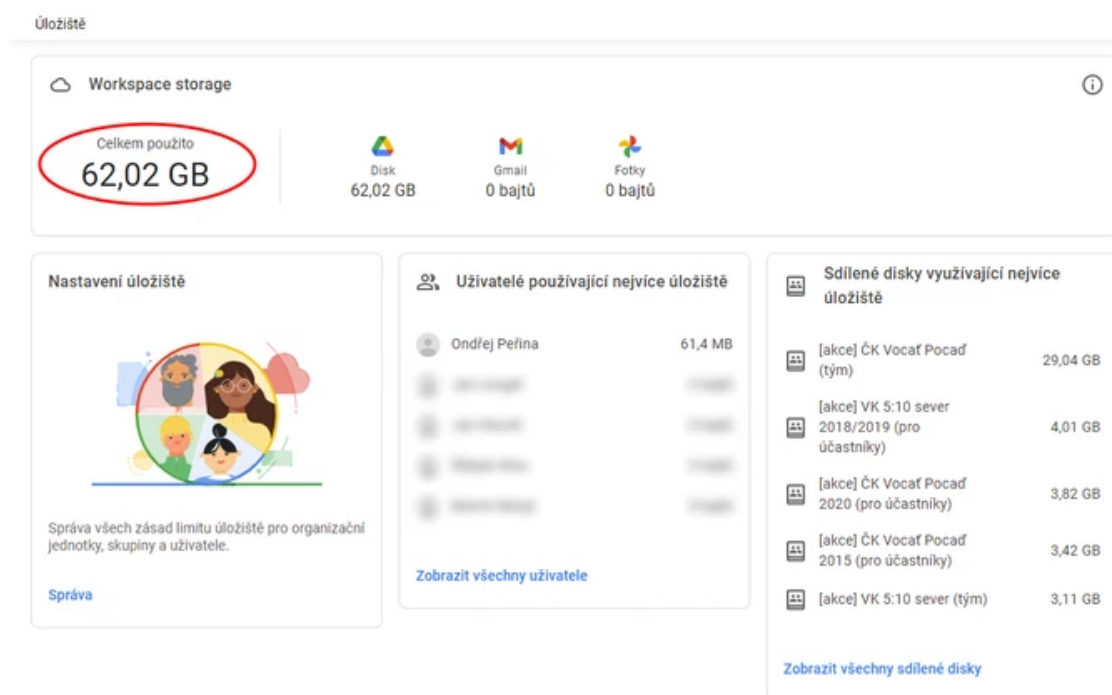 Úložiště
Workspace storage
Celkem použito
62,02 GB
Disk
62,02 GB
Gmail
0 bajtů
Fotky
0 bajtů
Nastavení úložiště
Správa všech zásad limitu úložiště pro organizační
jednotky, skupiny a uživatele.
Správa
Uživatelé používající nejvíce úložiště
Ondřej Peřina 61,4 MB
Zobrazit všechny uživatele
Sdílené disky využívající nejvíce
úložiště
[akce] ČK Vocať Pocaď
(tým)
29,04 GB
[akce] VK 5:10 sever
2018/2019 (pro
účastníky)
4,01 GB
[akce] ČK Vocať Pocaď
2020 (pro účastníky)
3,82 GB
[akce] ČK Vocať Pocaď
2015 (pro účastníky)
3,42 GB
[akce] VK 5:10 sever (tým) 3,11 GB
Zobrazit všechny sdílené disky